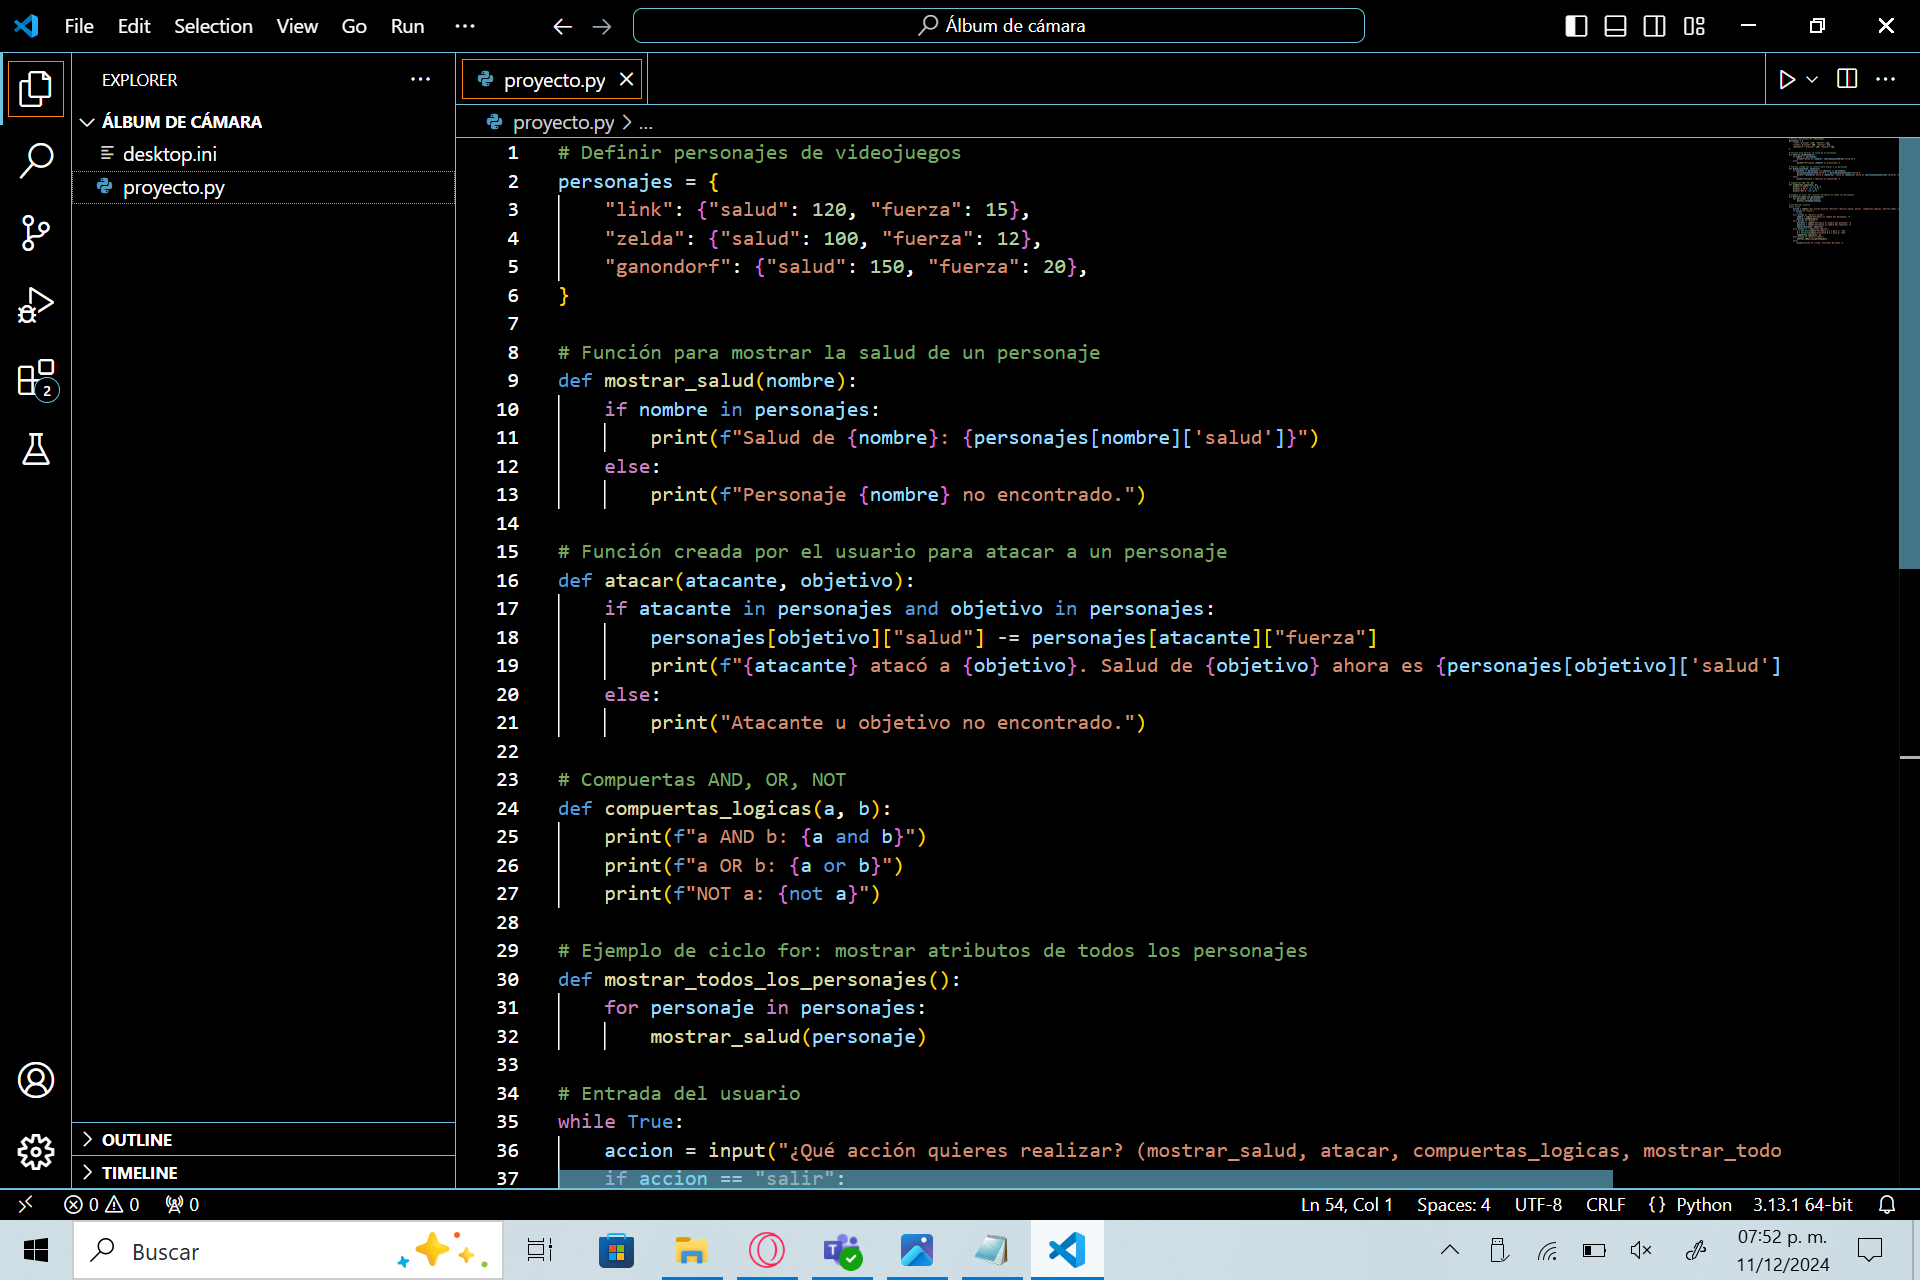 File Edit Selection View Go Run ··· Álbum de cámara
EXPLORER ···
ÁLBUM DE CÁMARA
desktop.ini
proyecto.py
OUTLINE
TIMELINE
2
proyecto.py
proyecto.py > ...
1 # Definir personajes de videojuegos
2 personajes = {
3 "link": {"salud": 120, "fuerza": 15},
4 "zelda": {"salud": 100, "fuerza": 12},
5 "ganondorf": {"salud": 150, "fuerza": 20},
6 }
7
8 # Función para mostrar la salud de un personaje
9 def mostrar_salud(nombre):
10 if nombre in personajes:
11 print(f"Salud de {nombre}: {personajes[nombre]['salud']}")
12 else:
13 print(f"Personaje {nombre} no encontrado.")
14
15 # Función creada por el usuario para atacar a un personaje
16 def atacar(atacante, objetivo):
17 if atacante in personajes and objetivo in personajes:
18 personajes[objetivo]["salud"] -= personajes[atacante]["fuerza"]
19 print(f"{atacante} atacó a {objetivo}. Salud de {objetivo} ahora es {personajes[objetivo]['salud']
20 else:
21 print("Atacante u objetivo no encontrado.")
22
23 # Compuertas AND, OR, NOT
24 def compuertas_logicas(a, b):
25 print(f"a AND b: {a and b}")
26 print(f"a OR b: {a or b}")
27 print(f"NOT a: {not a}")
28
29 # Ejemplo de ciclo for: mostrar atributos de todos los personajes
30 def mostrar_todos_los_personajes():
31 for personaje in personajes:
32 mostrar_salud(personaje)
33
34 # Entrada del usuario
35 while True:
36 accion = input("¿Qué acción quieres realizar? (mostrar_salud, atacar, compuertas_logicas, mostrar_todo
37 if accion == "salir":
0 0 0 Ln 54, Col 1 Spaces: 4 UTF-8 CRLF {} Python 3.13.1 64-bit
Buscar
07:52 p. m.
11/12/2024